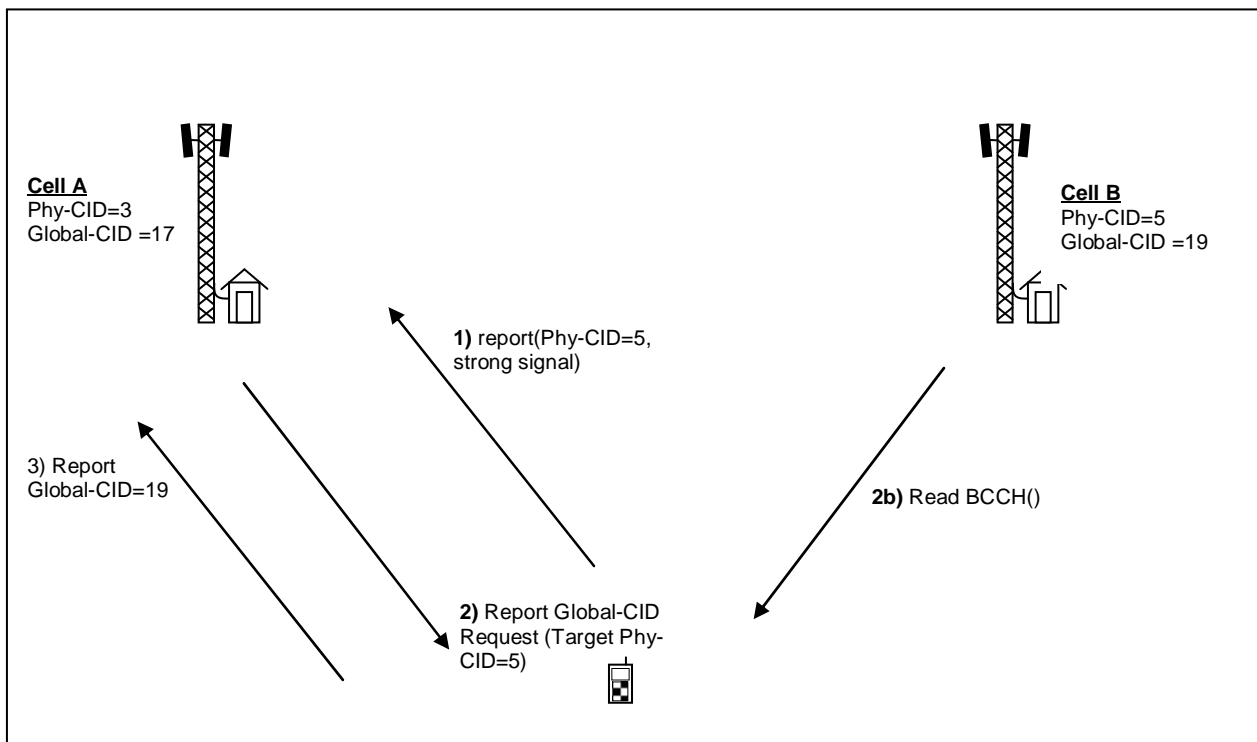 Cell A
Phy-CID=3
Global-CID =17
Cell B
Phy-CID=5
Global-CID =19
1) report(Phy-CID=5,
strong signal)
3) Report
Global-CID=19
2b) Read BCCH()
2) Report Global-CID
Request (Target Phy-
CID=5)